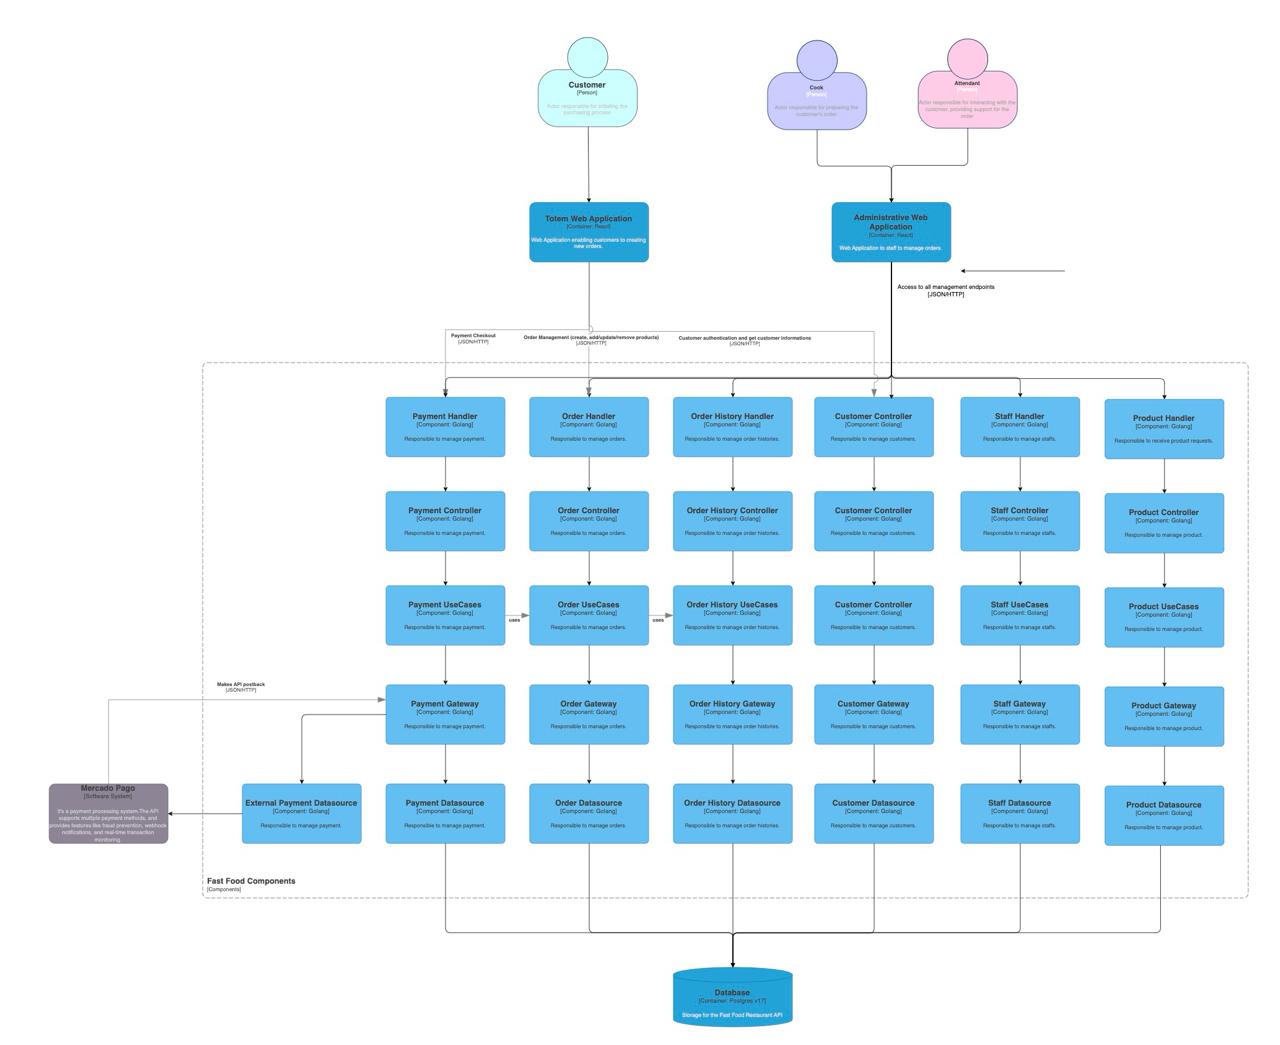 Customer
[Person]
Actor responsible for initiating the
purchasing process
Cook
[Person]
Actor responsible for preparing the
customer's order
Attendant
[Person]
Actor responsible for interacting with the
customer, providing support for the
order
Totem Web Application
[Container: React]
Web Application enabling customers to creating
new orders.
Administrative Web
Application
[Container: React]
Web Application to staff to manage orders.
Access to all management endpoints
[JSON/HTTP]
Payment Checkout
[JSON/HTTP]
Order Management (create, add/update/remove products)
[JSON/HTTP]
Customer authentication and get customer informations
[JSON/HTTP]
Payment Handler
[Component: Golang]
Responsible to manage payment.
Order Handler
[Component: Golang]
Responsible to manage orders.
Order History Handler
[Component: Golang]
Responsible to manage order histories.
Customer Controller
[Component: Golang]
Responsible to manage customers.
Staff Handler
[Component: Golang]
Responsible to manage staffs.
Product Handler
[Component: Golang]
Responsible to receive product requests.
Payment Controller
[Component: Golang]
Responsible to manage payment.
Order Controller
[Component: Golang]
Responsible to manage orders.
Order History Controller
[Component: Golang]
Responsible to manage order histories.
Customer Controller
[Component: Golang]
Responsible to manage customers.
Staff Controller
[Component: Golang]
Responsible to manage staffs.
Product Controller
[Component: Golang]
Responsible to manage product.
Payment UseCases
[Component: Golang]
Responsible to manage payment.
uses
Order UseCases
[Component: Golang]
Responsible to manage orders.
uses
Order History UseCases
[Component: Golang]
Responsible to manage order histories.
Customer Controller
[Component: Golang]
Responsible to manage customers.
Staff UseCases
[Component: Golang]
Responsible to manage staffs.
Product UseCases
[Component: Golang]
Responsible to manage product.
Makes API postback
[JSON/HTTP]
Payment Gateway
[Component: Golang]
Responsible to manage payment.
Order Gateway
[Component: Golang]
Responsible to manage orders.
Order History Gateway
[Component: Golang]
Responsible to manage order histories.
Customer Gateway
[Component: Golang]
Responsible to manage customers.
Staff Gateway
[Component: Golang]
Responsible to manage staffs.
Product Gateway
[Component: Golang]
Responsible to manage product.
Mercado Pago
[Software System]
It's a payment processing system.The API
supports multiple payment methods, and
provides features like fraud prevention, webhook
notifications, and real-time transaction
monitoring.
External Payment Datasource
[Component: Golang]
Responsible to manage payment.
Payment Datasource
[Component: Golang]
Responsible to manage payment.
Order Datasource
[Component: Golang]
Responsible to manage orders.
Order History Datasource
[Component: Golang]
Responsible to manage order histories.
Customer Datasource
[Component: Golang]
Responsible to manage customers.
Staff Datasource
[Component: Golang]
Responsible to manage staffs.
Product Datasource
[Component: Golang]
Responsible to manage product.
Fast Food Components
[Components]
Database
[Container: Postgres v17]
Storage for the Fast Food Restaurant API